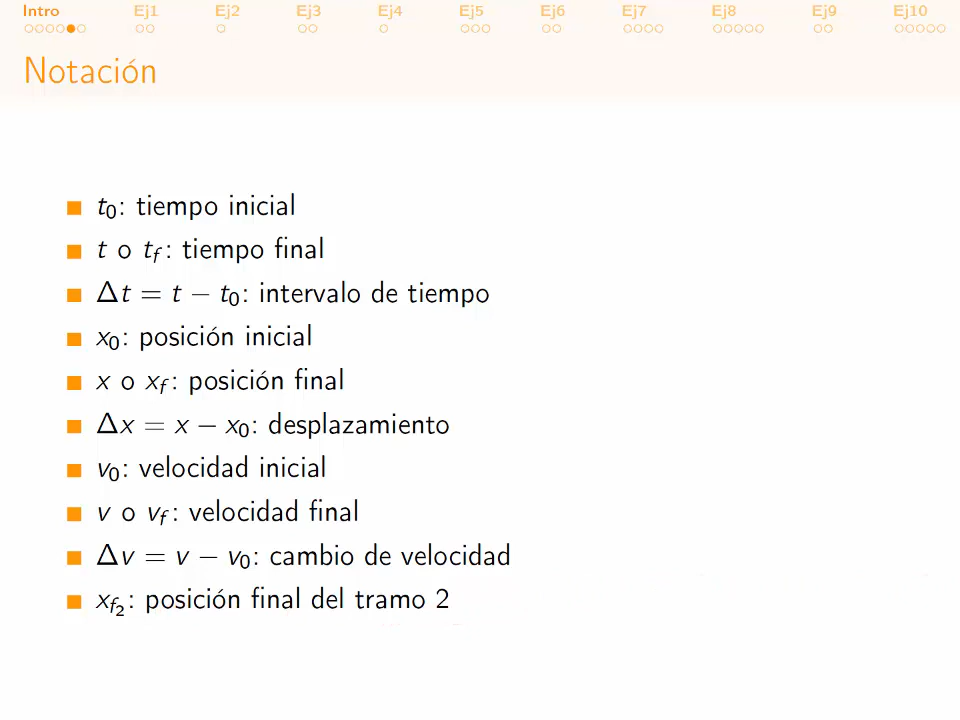 Intro Ej1 Ej2 Ej3 Ej4 Ej5 Ej6 Ej7 Ej8 Ej9 Ej10
Notación
t₀: tiempo inicial
t o t_f: tiempo final
Δt = t − t₀: intervalo de tiempo
x₀: posición inicial
x o x_f: posición final
Δx = x − x₀: desplazamiento
v₀: velocidad inicial
v o v_f: velocidad final
Δv = v − v₀: cambio de velocidad
x_{f₂}: posición final del tramo 2